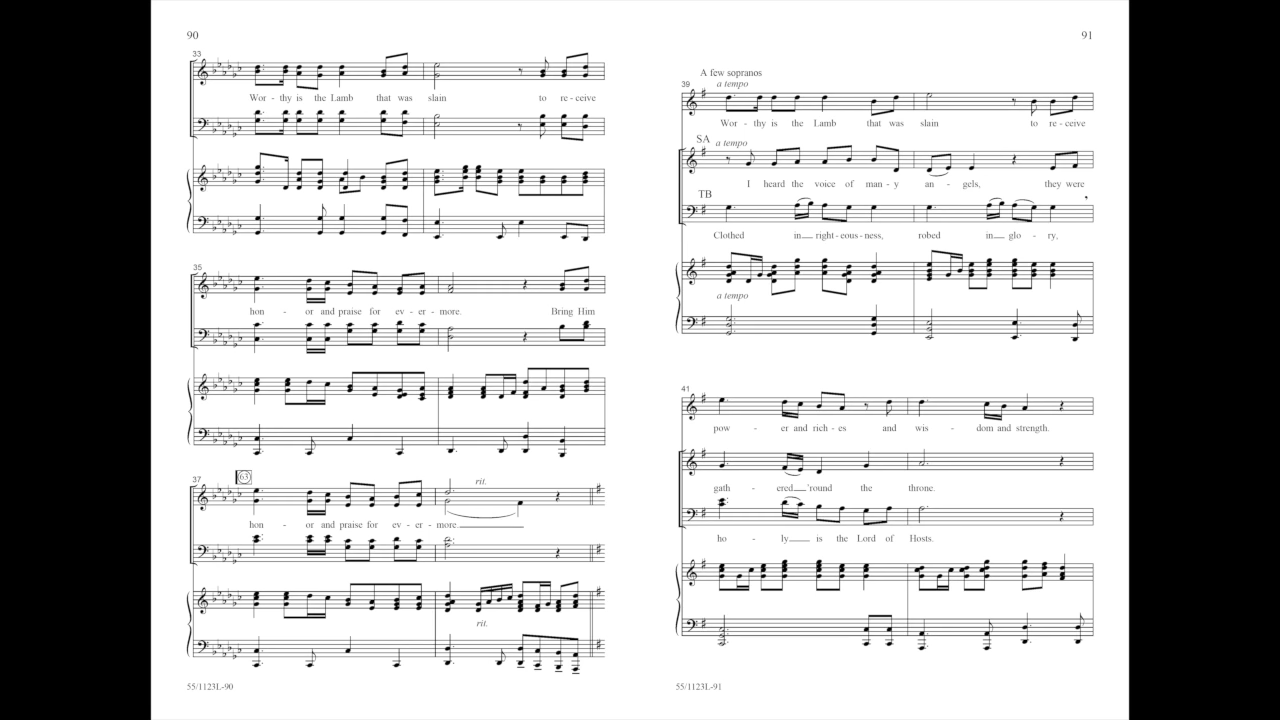 90
33
Wor - thy is the Lamb that was slain to re - ceive
35
hon - or and praise for ev - er - more. Bring Him
37
63
rit.
hon - or and praise for ev - er - more.
rit.
55/1123L-90
91
A few sopranos
39
a tempo
Wor - thy is the Lamb that was slain to re - ceive
SA
a tempo
I heard the voice of man - y an - gels, they were
TB
Clothed in right - eous - ness, robed in glo - ry,
a tempo
41
pow - er and rich - es and wis - dom and strength.
gath - ered 'round the throne.
ho - ly is the Lord of Hosts.
55/1123L-91